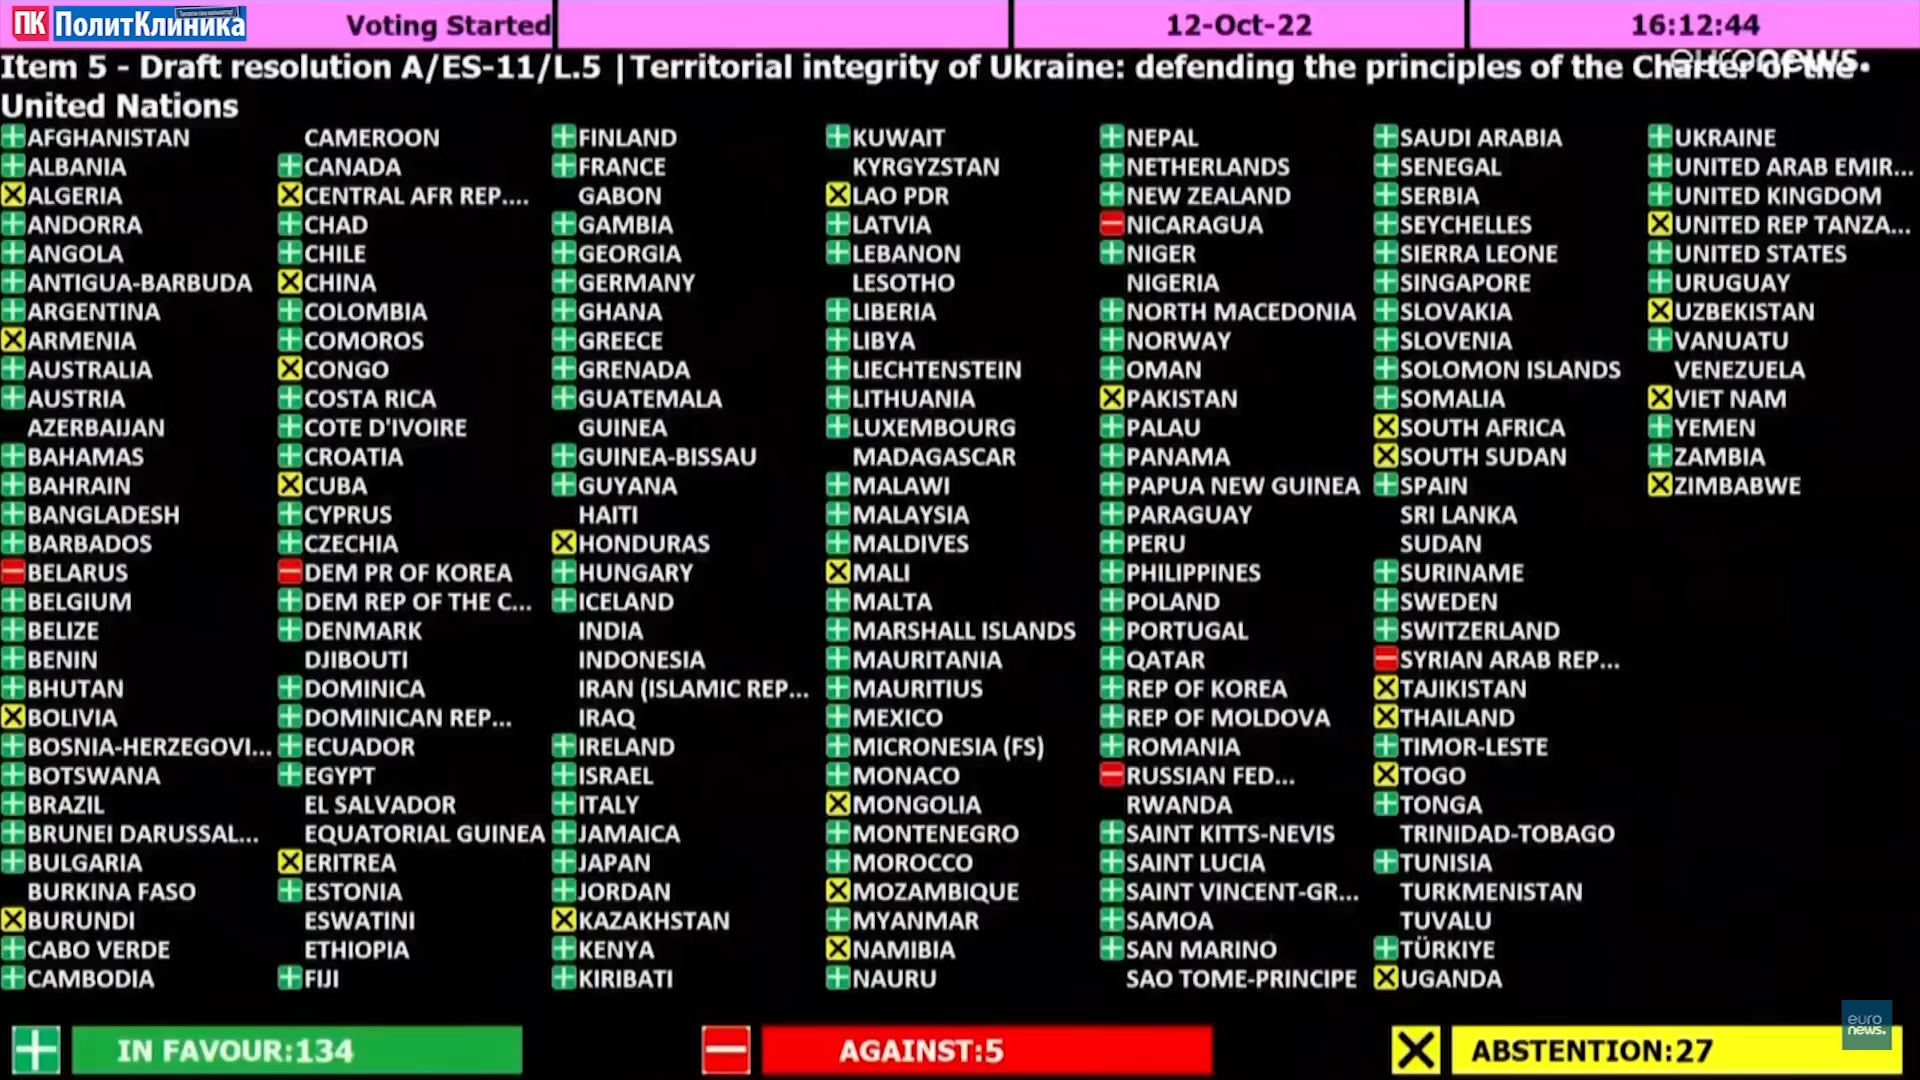 ПК ПолитКлиника Voting Started 12-Oct-22 16:12:44
euronews.
Item 5 - Draft resolution A/ES-11/L.5 |Territorial integrity of Ukraine: defending the principles of the Charter of the
United Nations
AFGHANISTAN CAMEROON FINLAND KUWAIT NEPAL SAUDI ARABIA UKRAINE
ALBANIA CANADA FRANCE KYRGYZSTAN NETHERLANDS SENEGAL UNITED ARAB EMIR...
ALGERIA CENTRAL AFR REP.... GABON LAO PDR NEW ZEALAND SERBIA UNITED KINGDOM
ANDORRA CHAD GAMBIA LATVIA NICARAGUA SEYCHELLES UNITED REP TANZA...
ANGOLA CHILE GEORGIA LEBANON NIGER SIERRA LEONE UNITED STATES
ANTIGUA-BARBUDA CHINA GERMANY LESOTHO NIGERIA SINGAPORE URUGUAY
ARGENTINA COLOMBIA GHANA LIBERIA NORTH MACEDONIA SLOVAKIA UZBEKISTAN
ARMENIA COMOROS GREECE LIBYA NORWAY SLOVENIA VANUATU
AUSTRALIA CONGO GRENADA LIECHTENSTEIN OMAN SOLOMON ISLANDS VENEZUELA
AUSTRIA COSTA RICA GUATEMALA LITHUANIA PAKISTAN SOMALIA VIET NAM
AZERBAIJAN COTE D'IVOIRE GUINEA LUXEMBOURG PALAU SOUTH AFRICA YEMEN
BAHAMAS CROATIA GUINEA-BISSAU MADAGASCAR PANAMA SOUTH SUDAN ZAMBIA
BAHRAIN CUBA GUYANA MALAWI PAPUA NEW GUINEA SPAIN ZIMBABWE
BANGLADESH CYPRUS HAITI MALAYSIA PARAGUAY SRI LANKA
BARBADOS CZECHIA HONDURAS MALDIVES PERU SUDAN
BELARUS DEM PR OF KOREA HUNGARY MALI PHILIPPINES SURINAME
BELGIUM DEM REP OF THE C... ICELAND MALTA POLAND SWEDEN
BELIZE DENMARK INDIA MARSHALL ISLANDS PORTUGAL SWITZERLAND
BENIN DJIBOUTI INDONESIA MAURITANIA QATAR SYRIAN ARAB REP...
BHUTAN DOMINICA IRAN (ISLAMIC REP... MAURITIUS REP OF KOREA TAJIKISTAN
BOLIVIA DOMINICAN REP... IRAQ MEXICO REP OF MOLDOVA THAILAND
BOSNIA-HERZEGOVI... ECUADOR IRELAND MICRONESIA (FS) ROMANIA TIMOR-LESTE
BOTSWANA EGYPT ISRAEL MONACO RUSSIAN FED... TOGO
BRAZIL EL SALVADOR ITALY MONGOLIA RWANDA TONGA
BRUNEI DARUSSAL... EQUATORIAL GUINEA JAMAICA MONTENEGRO SAINT KITTS-NEVIS TRINIDAD-TOBAGO
BULGARIA ERITREA JAPAN MOROCCO SAINT LUCIA TUNISIA
BURKINA FASO ESTONIA JORDAN MOZAMBIQUE SAINT VINCENT-GR... TURKMENISTAN
BURUNDI ESWATINI KAZAKHSTAN MYANMAR SAMOA TUVALU
CABO VERDE ETHIOPIA KENYA NAMIBIA SAN MARINO TÜRKIYE
CAMBODIA FIJI KIRIBATI NAURU SAO TOME-PRINCIPE UGANDA
IN FAVOUR:134 AGAINST:5 ABSTENTION:27
euro
news.